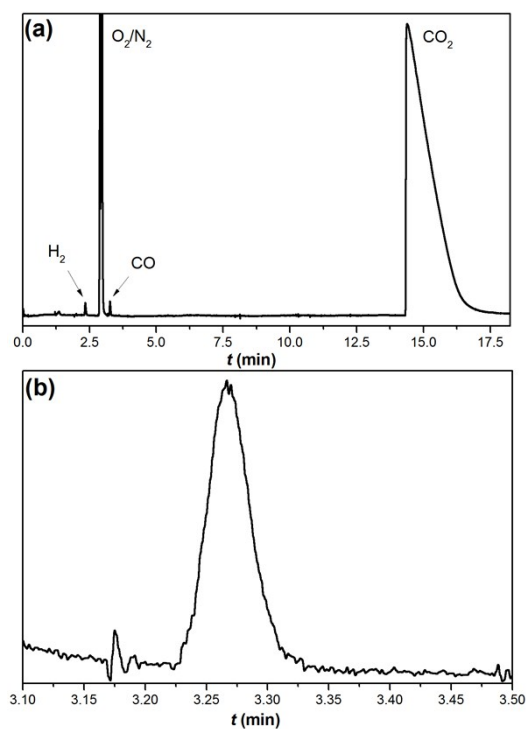 (a)
O₂/N₂
CO₂
H₂
CO
0.0 2.5 5.0 7.5 10.0 12.5 15.0 17.5
t (min)
(b)
3.10 3.15 3.20 3.25 3.30 3.35 3.40 3.45 3.50
t (min)